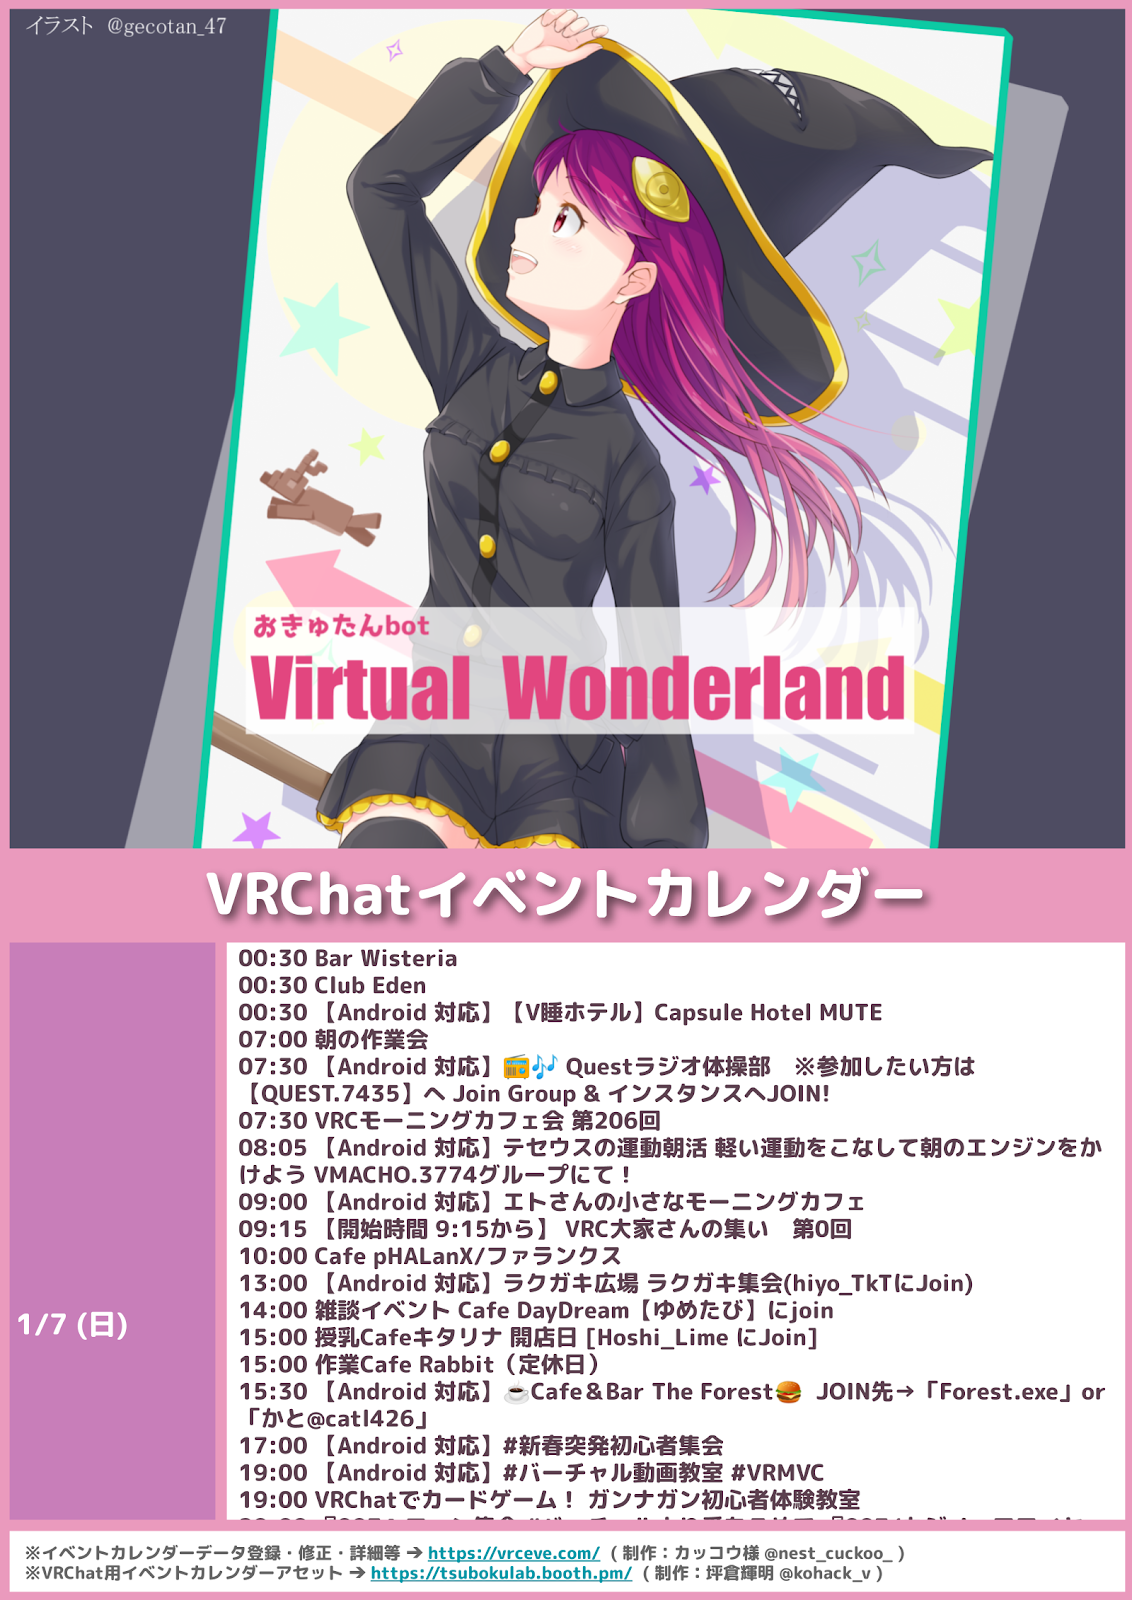 イラスト @gecotan_47
おきゅたんbot
Virtual Wonderland
VRChatイベントカレンダー
1/7 (日)
00:30 Bar Wisteria
00:30 Club Eden
00:30 【Android 対応】【V睡ホテル】Capsule Hotel MUTE
07:00 朝の作業会
07:30 【Android 対応】📻🎶 Questラジオ体操部　※参加したい方は
【QUEST.7435】へ Join Group & インスタンスへJOIN!
07:30 VRCモーニングカフェ会 第206回
08:05 【Android 対応】テセウスの運動朝活 軽い運動をこなして朝のエンジンをか
けよう VMACHO.3774グループにて！
09:00 【Android 対応】エトさんの小さなモーニングカフェ
09:15 【開始時間 9:15から】 VRC大家さんの集い　第0回
10:00 Cafe pHALanX/ファランクス
13:00 【Android 対応】ラクガキ広場 ラクガキ集会(hiyo_TkTにJoin)
14:00 雑談イベント Cafe DayDream【ゆめたび】にjoin
15:00 授乳Cafeキタリナ 開店日 [Hoshi_Lime にJoin]
15:00 作業Cafe Rabbit（定休日）
15:30 【Android 対応】☕Cafe＆Bar The Forest🍔 JOIN先→「Forest.exe」or
「かと@catl426」
17:00 【Android 対応】#新春突発初心者集会
19:00 【Android 対応】#バーチャル動画教室 #VRMVC
19:00 VRChatでカードゲーム！ ガンナガン初心者体験教室
※イベントカレンダーデータ登録・修正・詳細等 ➔ https://vrceve.com/ （制作：カッコウ様 @nest_cuckoo_ ）
※VRChat用イベントカレンダーアセット ➔ https://tsubokulab.booth.pm/ （制作：坪倉輝明 @kohack_v ）